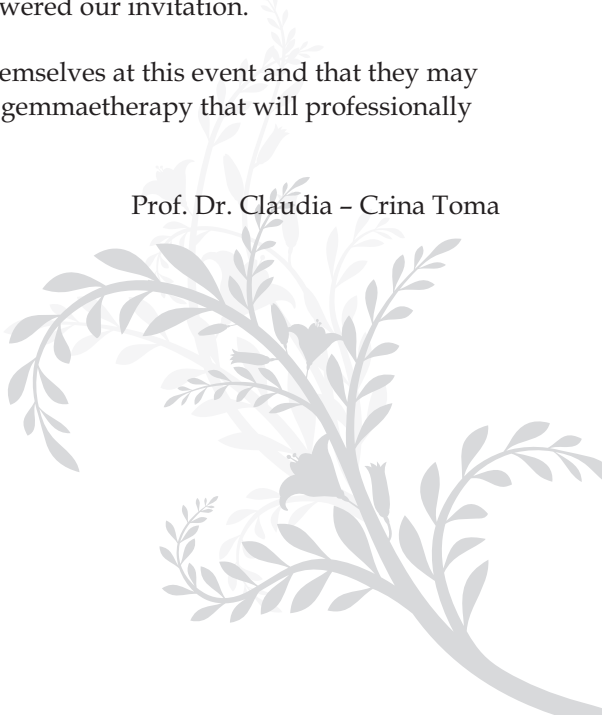 wered our invitation.
emselves at this event and that they may
gemmaetherapy that will professionally
Prof. Dr. Claudia – Crina Toma